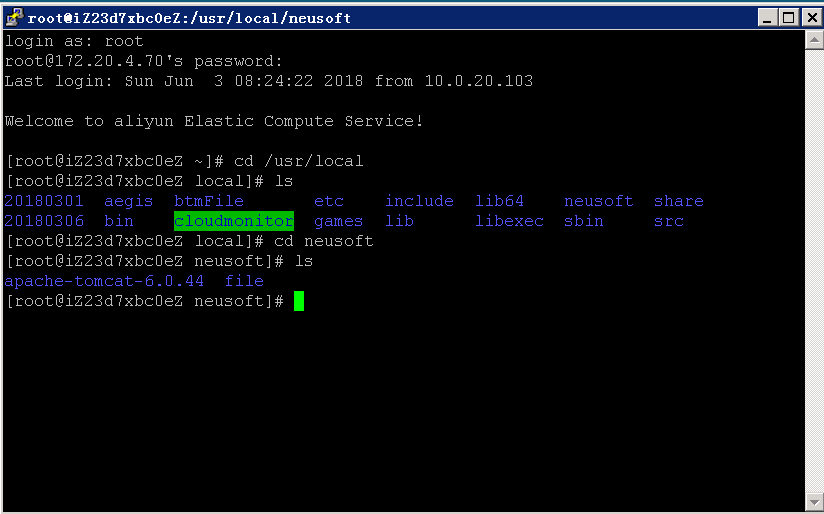 root@iZ23d7xbc0eZ:/usr/local/neusoft
login as: root
root@172.20.4.70's password:
Last login: Sun Jun  3 08:24:22 2018 from 10.0.20.103
Welcome to aliyun Elastic Compute Service!
[root@iZ23d7xbc0eZ ~]# cd /usr/local
[root@iZ23d7xbc0eZ local]# ls
20180301  aegis  btmFile       etc    include  lib64    neusoft  share
20180306  bin    cloudmonitor  games  lib      libexec  sbin     src
[root@iZ23d7xbc0eZ local]# cd neusoft
[root@iZ23d7xbc0eZ neusoft]# ls
apache-tomcat-6.0.44  file
[root@iZ23d7xbc0eZ neusoft]#